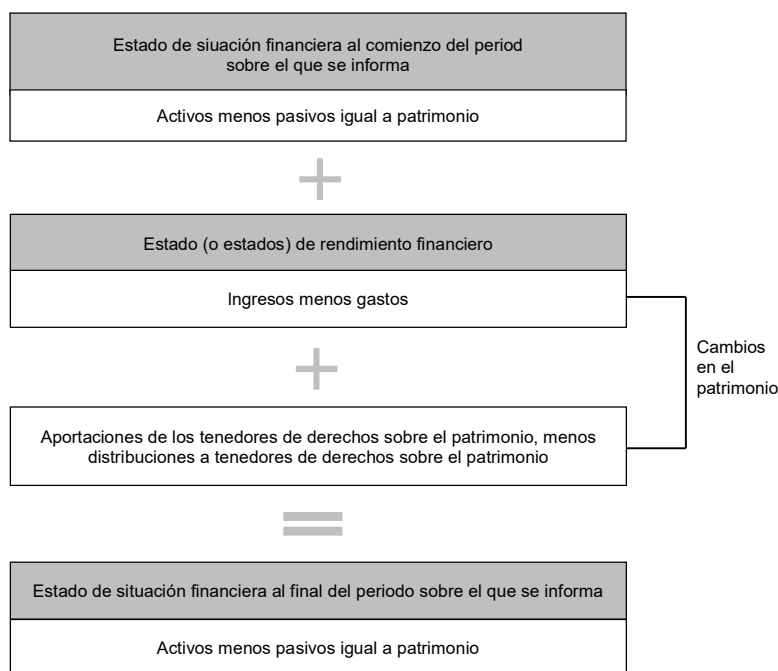 Estado de siuación financiera al comienzo del period
sobre el que se informa
Activos menos pasivos igual a patrimonio
+
Estado (o estados) de rendimiento financiero
Ingresos menos gastos
+
Cambios
en el
patrimonio
Aportaciones de los tenedores de derechos sobre el patrimonio, menos
distribuciones a tenedores de derechos sobre el patrimonio
=
Estado de situación financiera al final del periodo sobre el que se informa
Activos menos pasivos igual a patrimonio